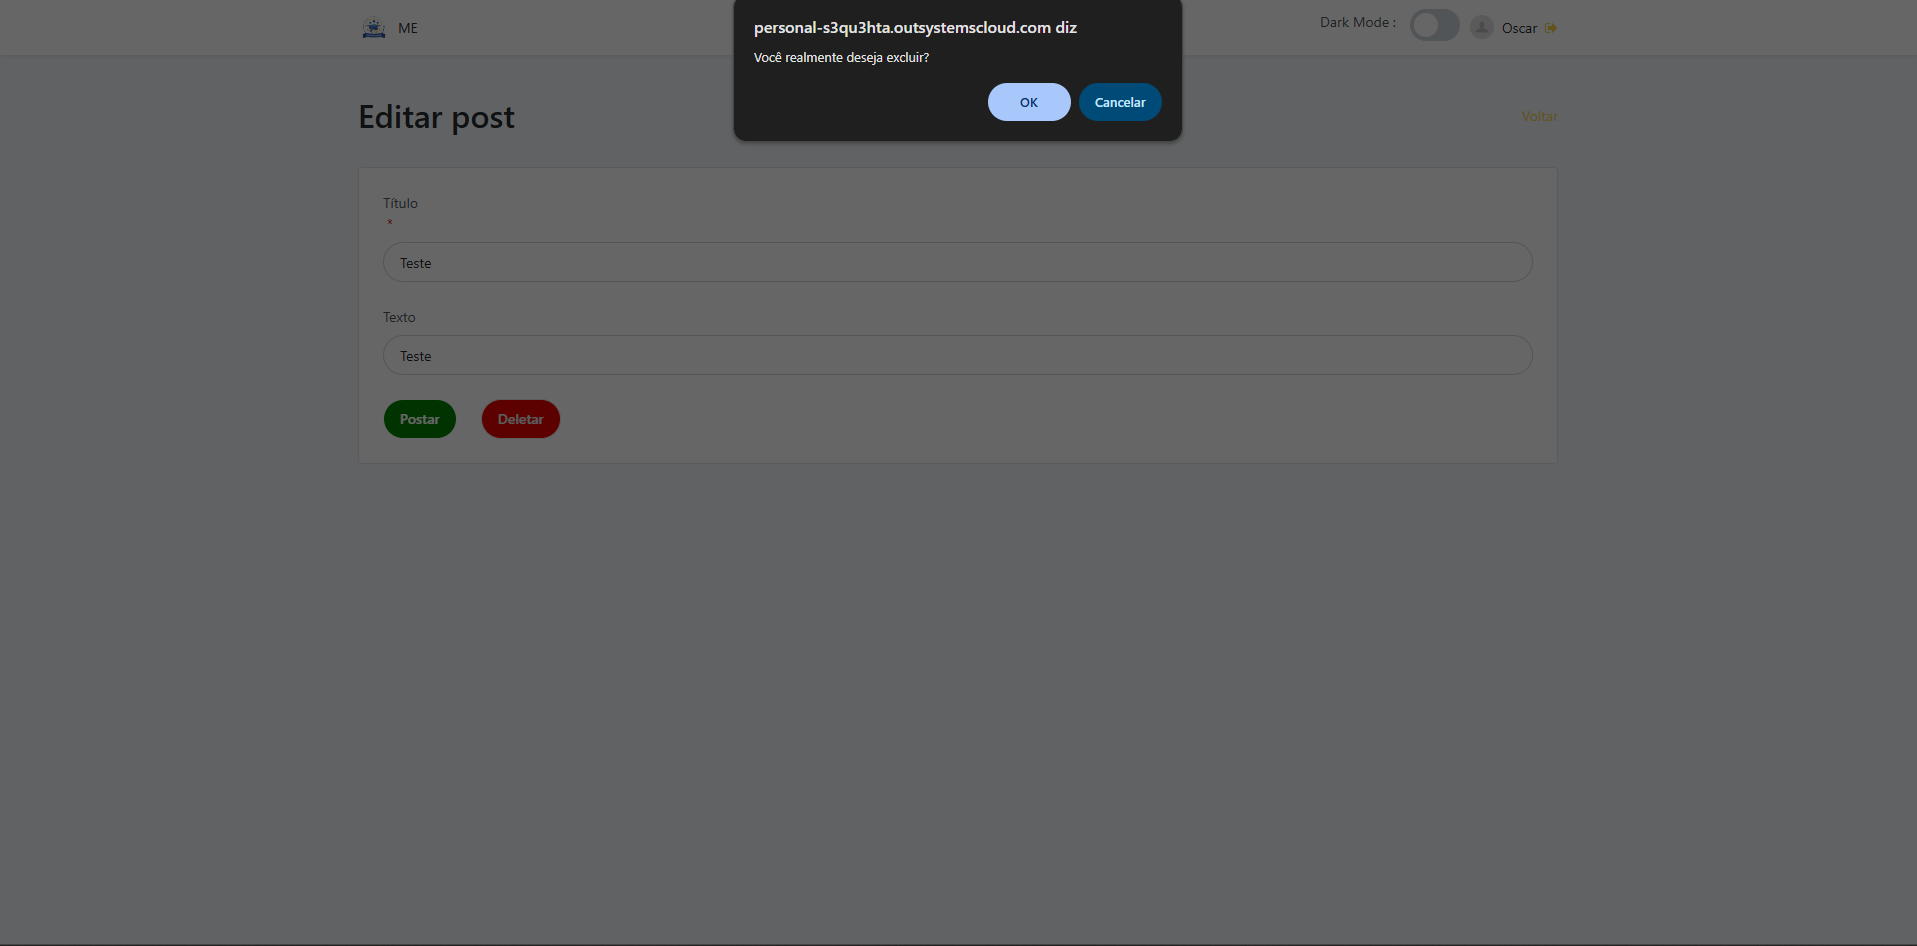 ME
personal-s3qu3hta.outsystemscloud.com diz
Você realmente deseja excluir?
OK
Cancelar
Dark Mode :
Oscar
Editar post
Voltar
Título
*
Teste
Texto
Teste
Postar
Deletar